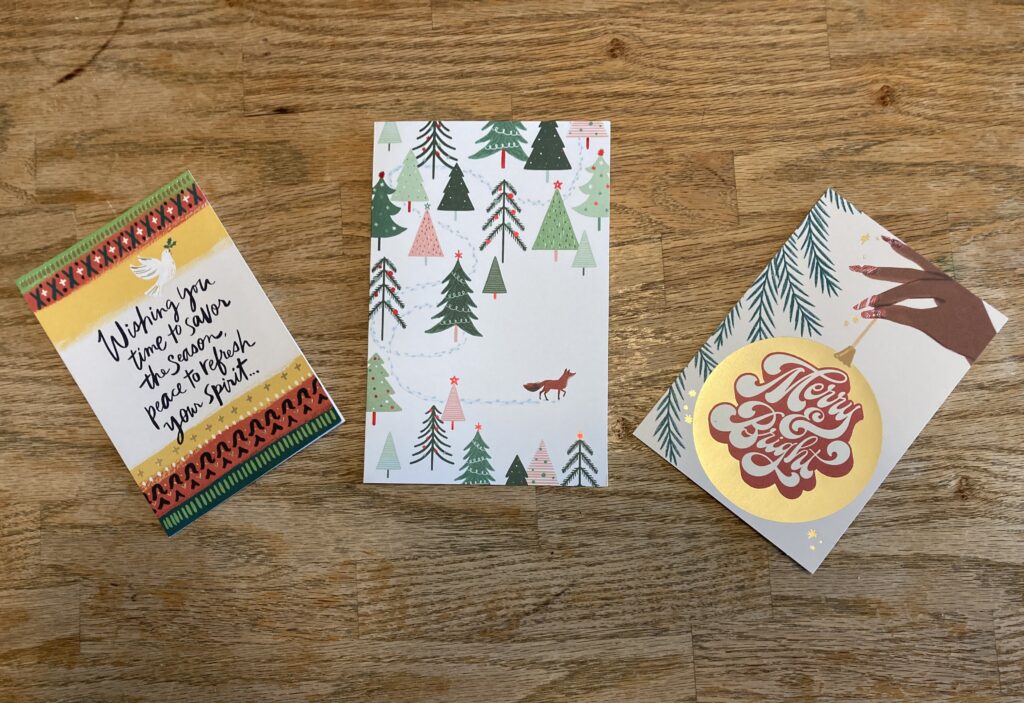 Wishing you
time to savor
the season,
peace to refresh
your spirit...
Merry
&
Bright